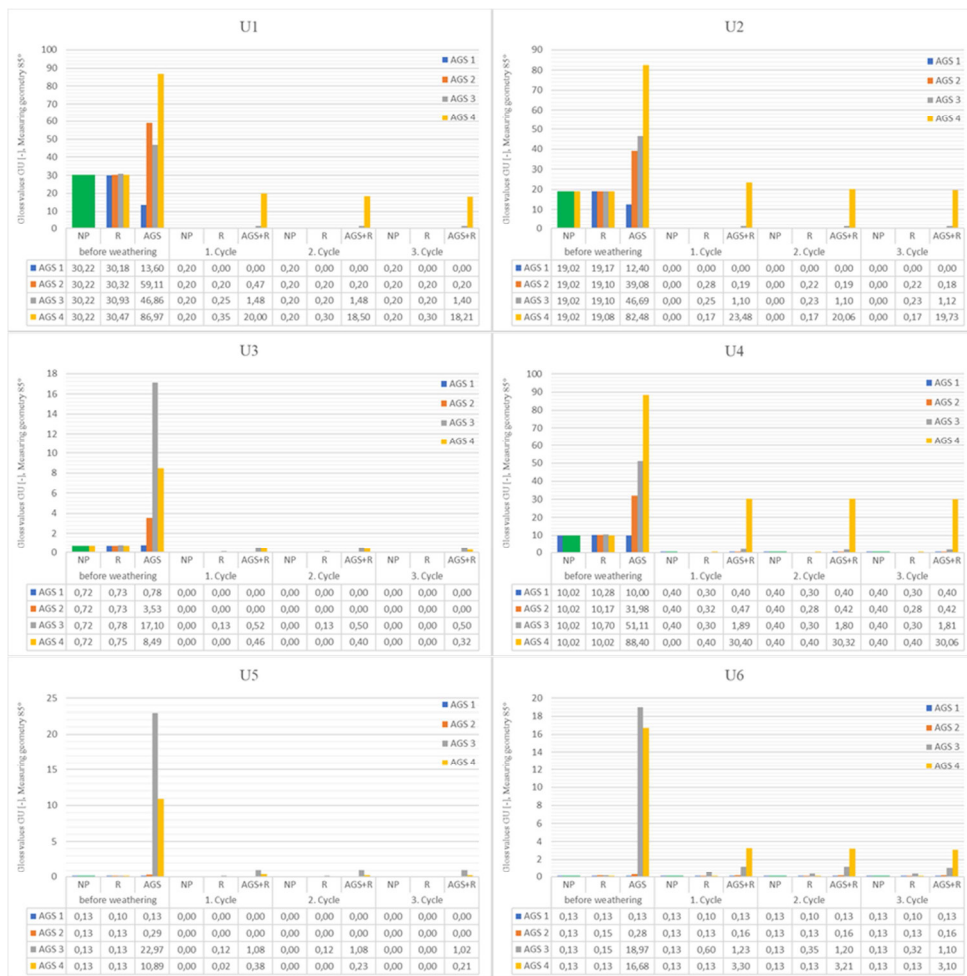 U1
Gloss values GU [-], Measuring geometry 85°
100
90
80
70
60
50
40
30
20
10
0
AGS 1
AGS 2
AGS 3
AGS 4
NP R AGS NP R AGS+R NP R AGS+R NP R AGS+R
before weathering 1. Cycle 2. Cycle 3. Cycle
AGS 1 30,22 30,18 13,60 0,20 0,00 0,00 0,20 0,00 0,00 0,20 0,00 0,00
AGS 2 30,22 30,32 59,11 0,20 0,20 0,47 0,20 0,20 0,20 0,20 0,20 0,20
AGS 3 30,22 30,93 46,86 0,20 0,25 1,48 0,20 0,20 1,48 0,20 0,20 1,40
AGS 4 30,22 30,47 86,97 0,20 0,35 20,00 0,20 0,30 18,50 0,20 0,30 18,21
U2
Gloss values GU [-], Measuring geometry 85°
90
80
70
60
50
40
30
20
10
0
AGS 1
AGS 2
AGS 3
AGS 4
NP R AGS NP R AGS+R NP R AGS+R NP R AGS+R
before weathering 1. Cycle 2. Cycle 3. Cycle
AGS 1 19,02 19,17 12,40 0,00 0,00 0,00 0,00 0,00 0,00 0,00 0,00 0,00
AGS 2 19,02 19,10 39,08 0,00 0,28 0,19 0,00 0,22 0,19 0,00 0,22 0,18
AGS 3 19,02 19,10 46,69 0,00 0,25 1,10 0,00 0,23 1,10 0,00 0,23 1,12
AGS 4 19,02 19,08 82,48 0,00 0,17 23,48 0,00 0,17 20,06 0,00 0,17 19,73
U3
Gloss values GU [-], Measuring geometry 85°
18
16
14
12
10
8
6
4
2
0
AGS 1
AGS 2
AGS 3
AGS 4
NP R AGS NP R AGS+R NP R AGS+R NP R AGS+R
before weathering 1. Cycle 2. Cycle 3. Cycle
AGS 1 0,72 0,73 0,78 0,00 0,00 0,00 0,00 0,00 0,00 0,00 0,00 0,00
AGS 2 0,72 0,73 3,53 0,00 0,00 0,00 0,00 0,00 0,00 0,00 0,00 0,00
AGS 3 0,72 0,78 17,10 0,00 0,13 0,52 0,00 0,13 0,50 0,00 0,00 0,50
AGS 4 0,72 0,75 8,49 0,00 0,00 0,46 0,00 0,00 0,40 0,00 0,00 0,32
U4
Gloss values GU [-], Measuring geometry 85°
100
90
80
70
60
50
40
30
20
10
0
AGS 1
AGS 2
AGS 3
AGS 4
NP R AGS NP R AGS+R NP R AGS+R NP R AGS+R
before weathering 1. Cycle 2. Cycle 3. Cycle
AGS 1 10,02 10,28 10,00 0,40 0,30 0,40 0,40 0,30 0,40 0,40 0,30 0,40
AGS 2 10,02 10,17 31,98 0,40 0,32 0,47 0,40 0,28 0,42 0,40 0,28 0,42
AGS 3 10,02 10,70 51,11 0,40 0,30 1,89 0,40 0,30 1,80 0,40 0,30 1,81
AGS 4 10,02 10,02 88,40 0,40 0,40 30,40 0,40 0,40 30,32 0,40 0,40 30,06
U5
Gloss values GU [-], Measuring geometry 85°
25
20
15
10
5
0
AGS 1
AGS 2
AGS 3
AGS 4
NP R AGS NP R AGS+R NP R AGS+R NP R AGS+R
before weathering 1. Cycle 2. Cycle 3. Cycle
AGS 1 0,13 0,10 0,13 0,00 0,00 0,00 0,00 0,00 0,00 0,00 0,00 0,00
AGS 2 0,13 0,13 0,29 0,00 0,00 0,00 0,00 0,00 0,00 0,00 0,00 0,00
AGS 3 0,13 0,13 22,97 0,00 0,12 1,08 0,00 0,12 1,08 0,00 0,00 1,02
AGS 4 0,13 0,13 10,89 0,00 0,02 0,38 0,00 0,00 0,23 0,00 0,00 0,21
U6
Gloss values GU [-], Measuring geometry 85°
20
18
16
14
12
10
8
6
4
2
0
AGS 1
AGS 2
AGS 3
AGS 4
NP R AGS NP R AGS+R NP R AGS+R NP R AGS+R
before weathering 1. Cycle 2. Cycle 3. Cycle
AGS 1 0,13 0,13 0,13 0,13 0,10 0,13 0,13 0,10 0,13 0,13 0,10 0,13
AGS 2 0,13 0,15 0,28 0,13 0,13 0,16 0,13 0,13 0,16 0,13 0,13 0,16
AGS 3 0,13 0,15 18,97 0,13 0,60 1,23 0,13 0,35 1,20 0,13 0,32 1,10
AGS 4 0,13 0,13 16,68 0,13 0,13 3,30 0,13 0,13 3,21 0,13 0,13 3,10